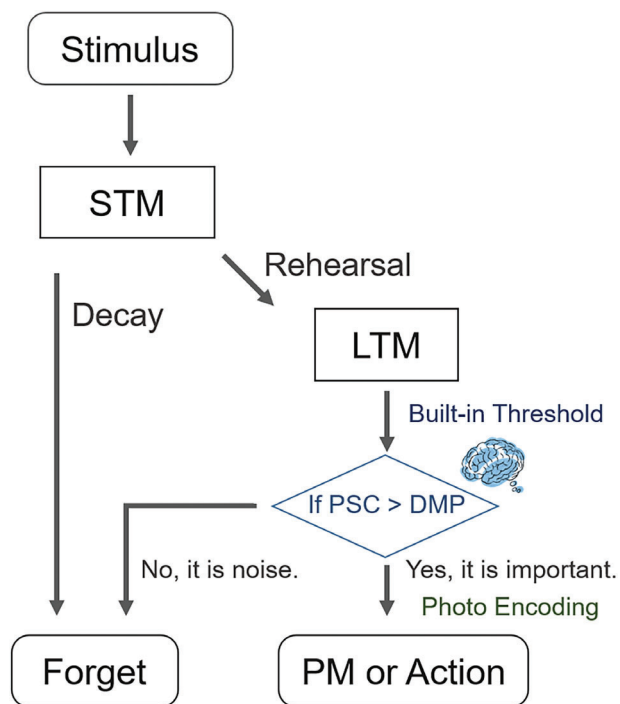 Stimulus
STM
Rehearsal
Decay
LTM
Built-in Threshold
If PSC > DMP
No, it is noise.
Yes, it is important.
Photo Encoding
Forget
PM or Action